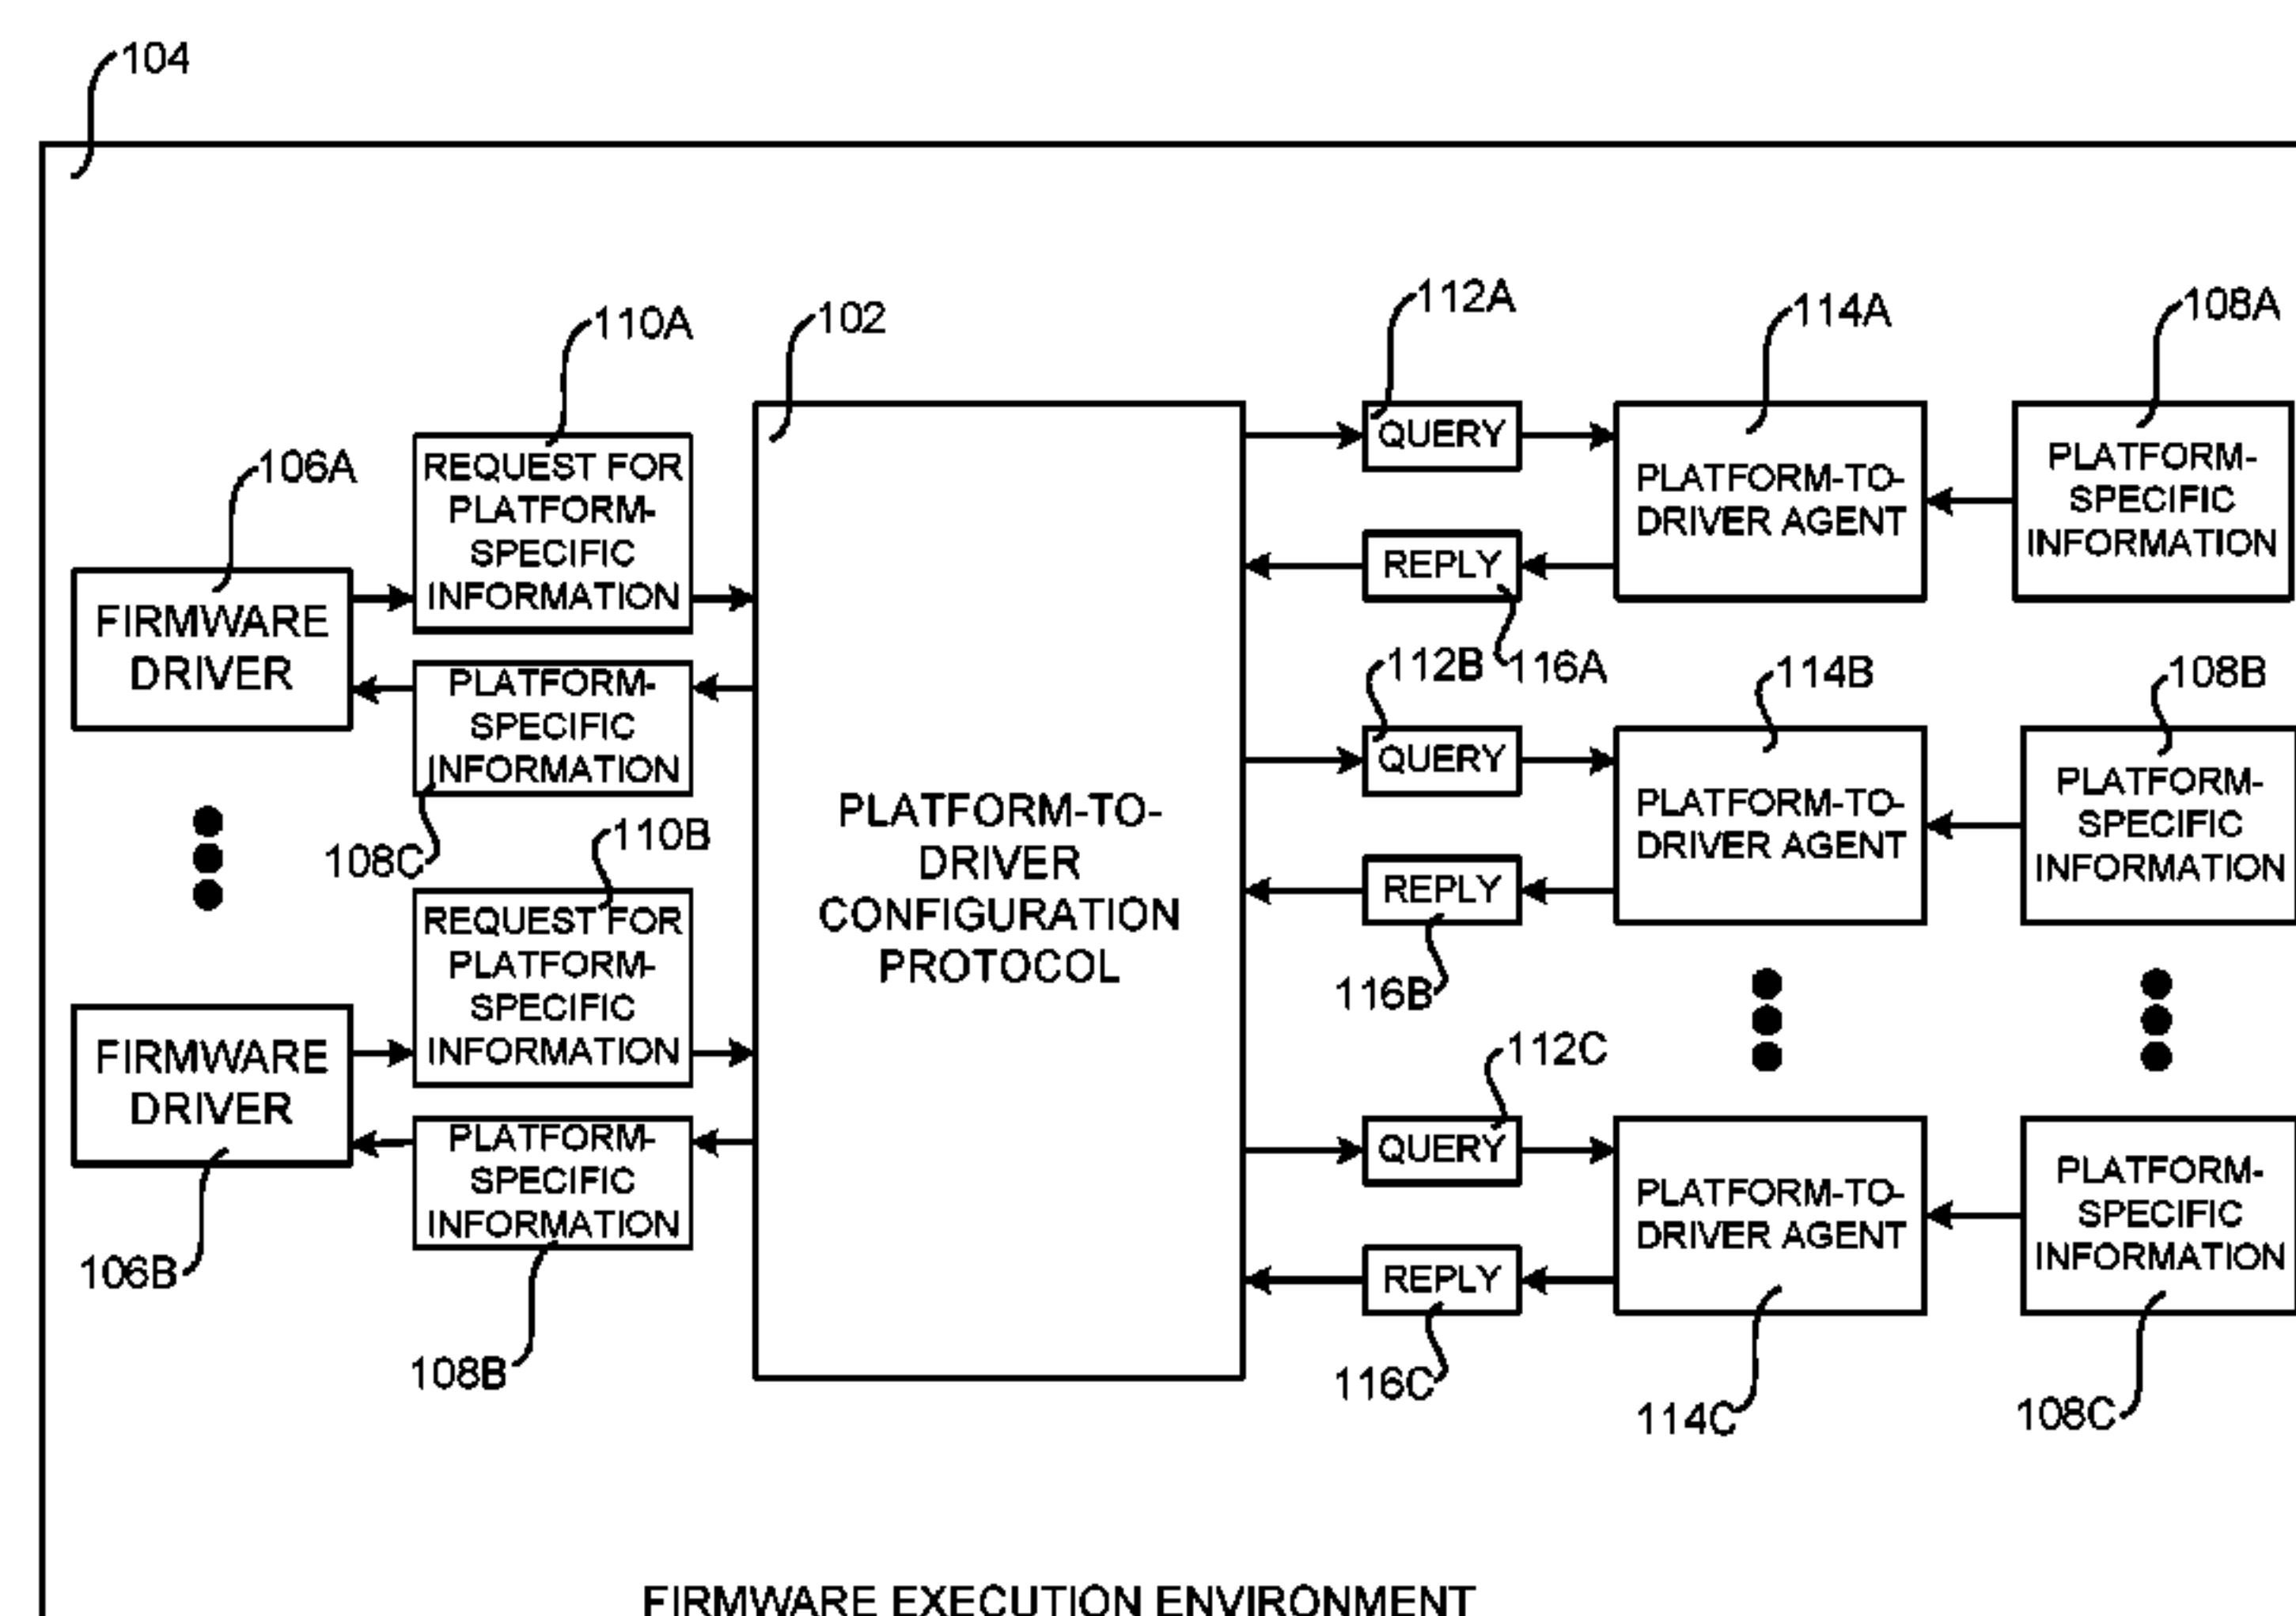 104
112A
114A
108A
110A
102
106A
REQUEST FOR
PLATFORM-
SPECIFIC
INFORMATION
FIRMWARE
DRIVER
PLATFORM-
SPECIFIC
INFORMATION
108C
110B
REQUEST FOR
PLATFORM-
SPECIFIC
INFORMATION
FIRMWARE
DRIVER
PLATFORM-
SPECIFIC
INFORMATION
106B
108B
PLATFORM-TO-
DRIVER
CONFIGURATION
PROTOCOL
QUERY
REPLY
116A
PLATFORM-TO-
DRIVER AGENT
PLATFORM-
SPECIFIC
INFORMATION
112B
114B
108B
QUERY
REPLY
116B
PLATFORM-TO-
DRIVER AGENT
PLATFORM-
SPECIFIC
INFORMATION
112C
QUERY
REPLY
116C
PLATFORM-TO-
DRIVER AGENT
114C
PLATFORM-
SPECIFIC
INFORMATION
108C
FIRMWARE EXECUTION ENVIRONMENT